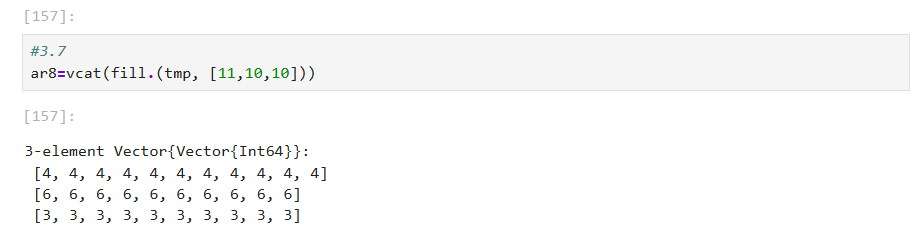 [157]:
#3.7
ar8=vcat(fill.(tmp, [11,10,10]))
[157]:
3-element Vector{Vector{Int64}}:
[4, 4, 4, 4, 4, 4, 4, 4, 4, 4, 4]
[6, 6, 6, 6, 6, 6, 6, 6, 6, 6]
[3, 3, 3, 3, 3, 3, 3, 3, 3, 3]